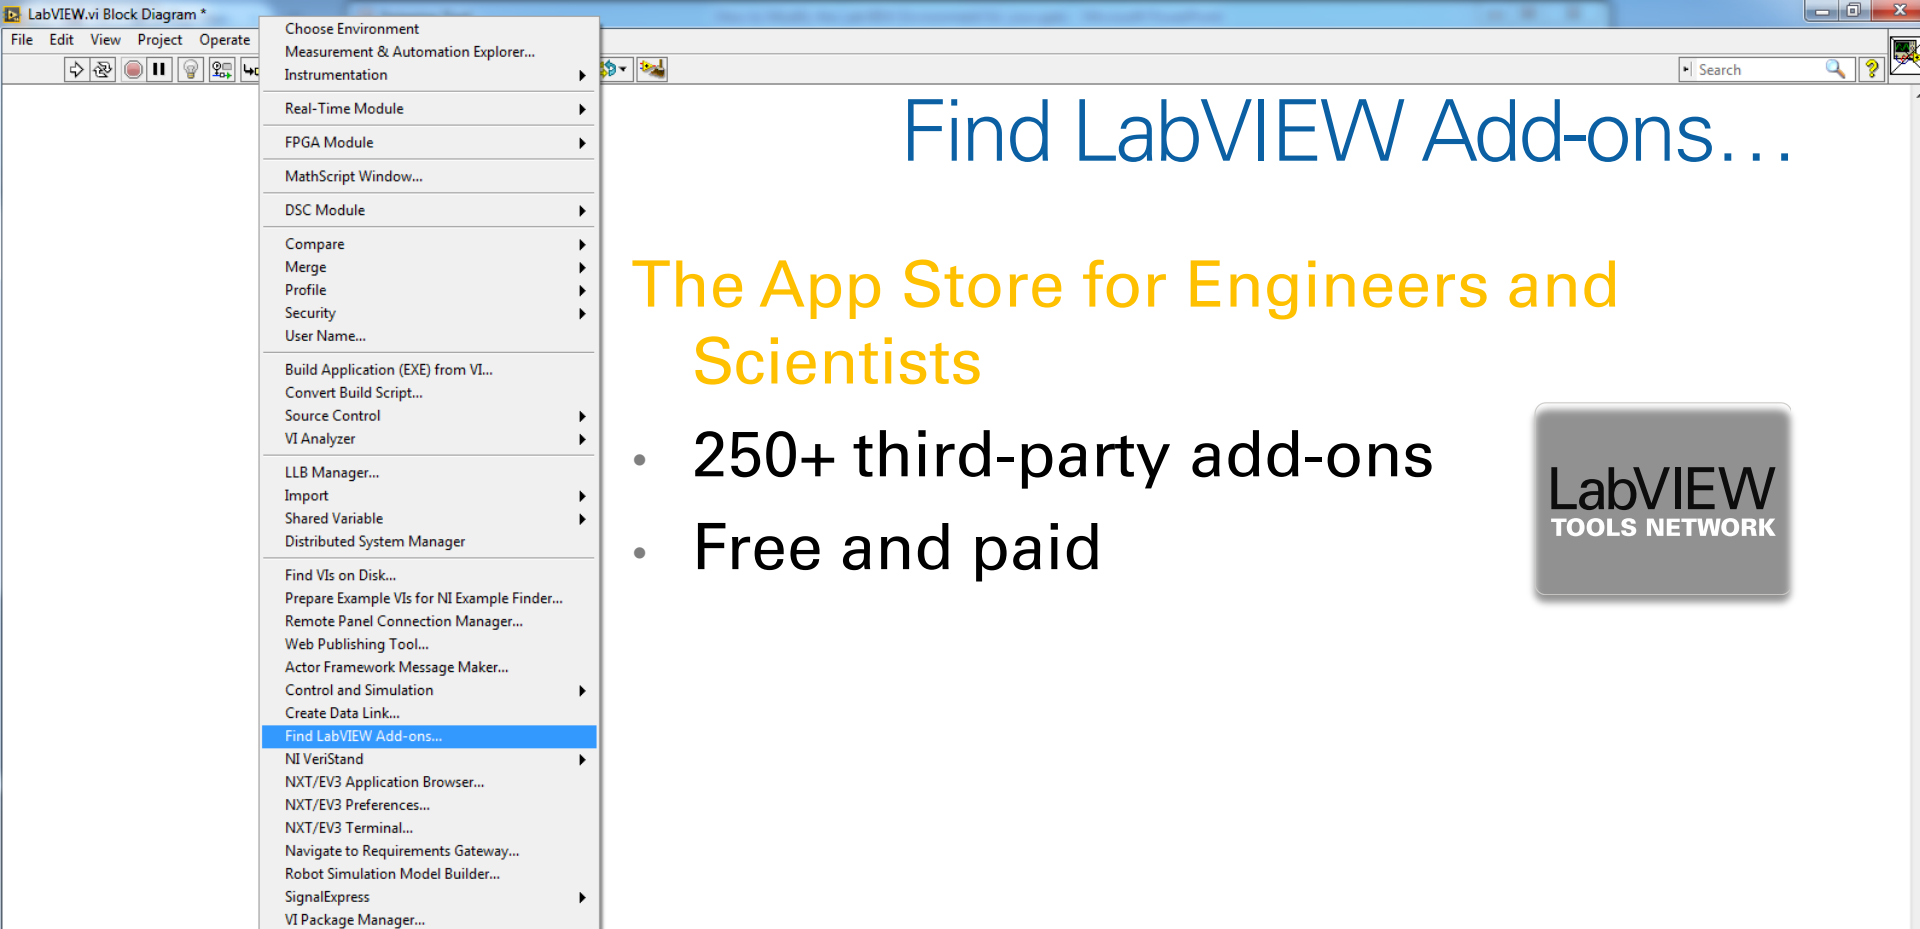 LabVIEW.vi Block Diagram *
File Edit View Project Operate
Search
Choose Environment
Measurement & Automation Explorer...
Instrumentation
Real-Time Module
FPGA Module
MathScript Window...
DSC Module
Compare
Merge
Profile
Security
User Name...
Build Application (EXE) from VI...
Convert Build Script...
Source Control
VI Analyzer
LLB Manager...
Import
Shared Variable
Distributed System Manager
Find VIs on Disk...
Prepare Example VIs for NI Example Finder...
Remote Panel Connection Manager...
Web Publishing Tool...
Actor Framework Message Maker...
Control and Simulation
Create Data Link...
Find LabVIEW Add-ons...
NI VeriStand
NXT/EV3 Application Browser...
NXT/EV3 Preferences...
NXT/EV3 Terminal...
Navigate to Requirements Gateway...
Robot Simulation Model Builder...
SignalExpress
VI Package Manager...
Find LabVIEW Add-ons...
The App Store for Engineers and
Scientists
• 250+ third-party add-ons
• Free and paid
LabVIEW
TOOLS NETWORK